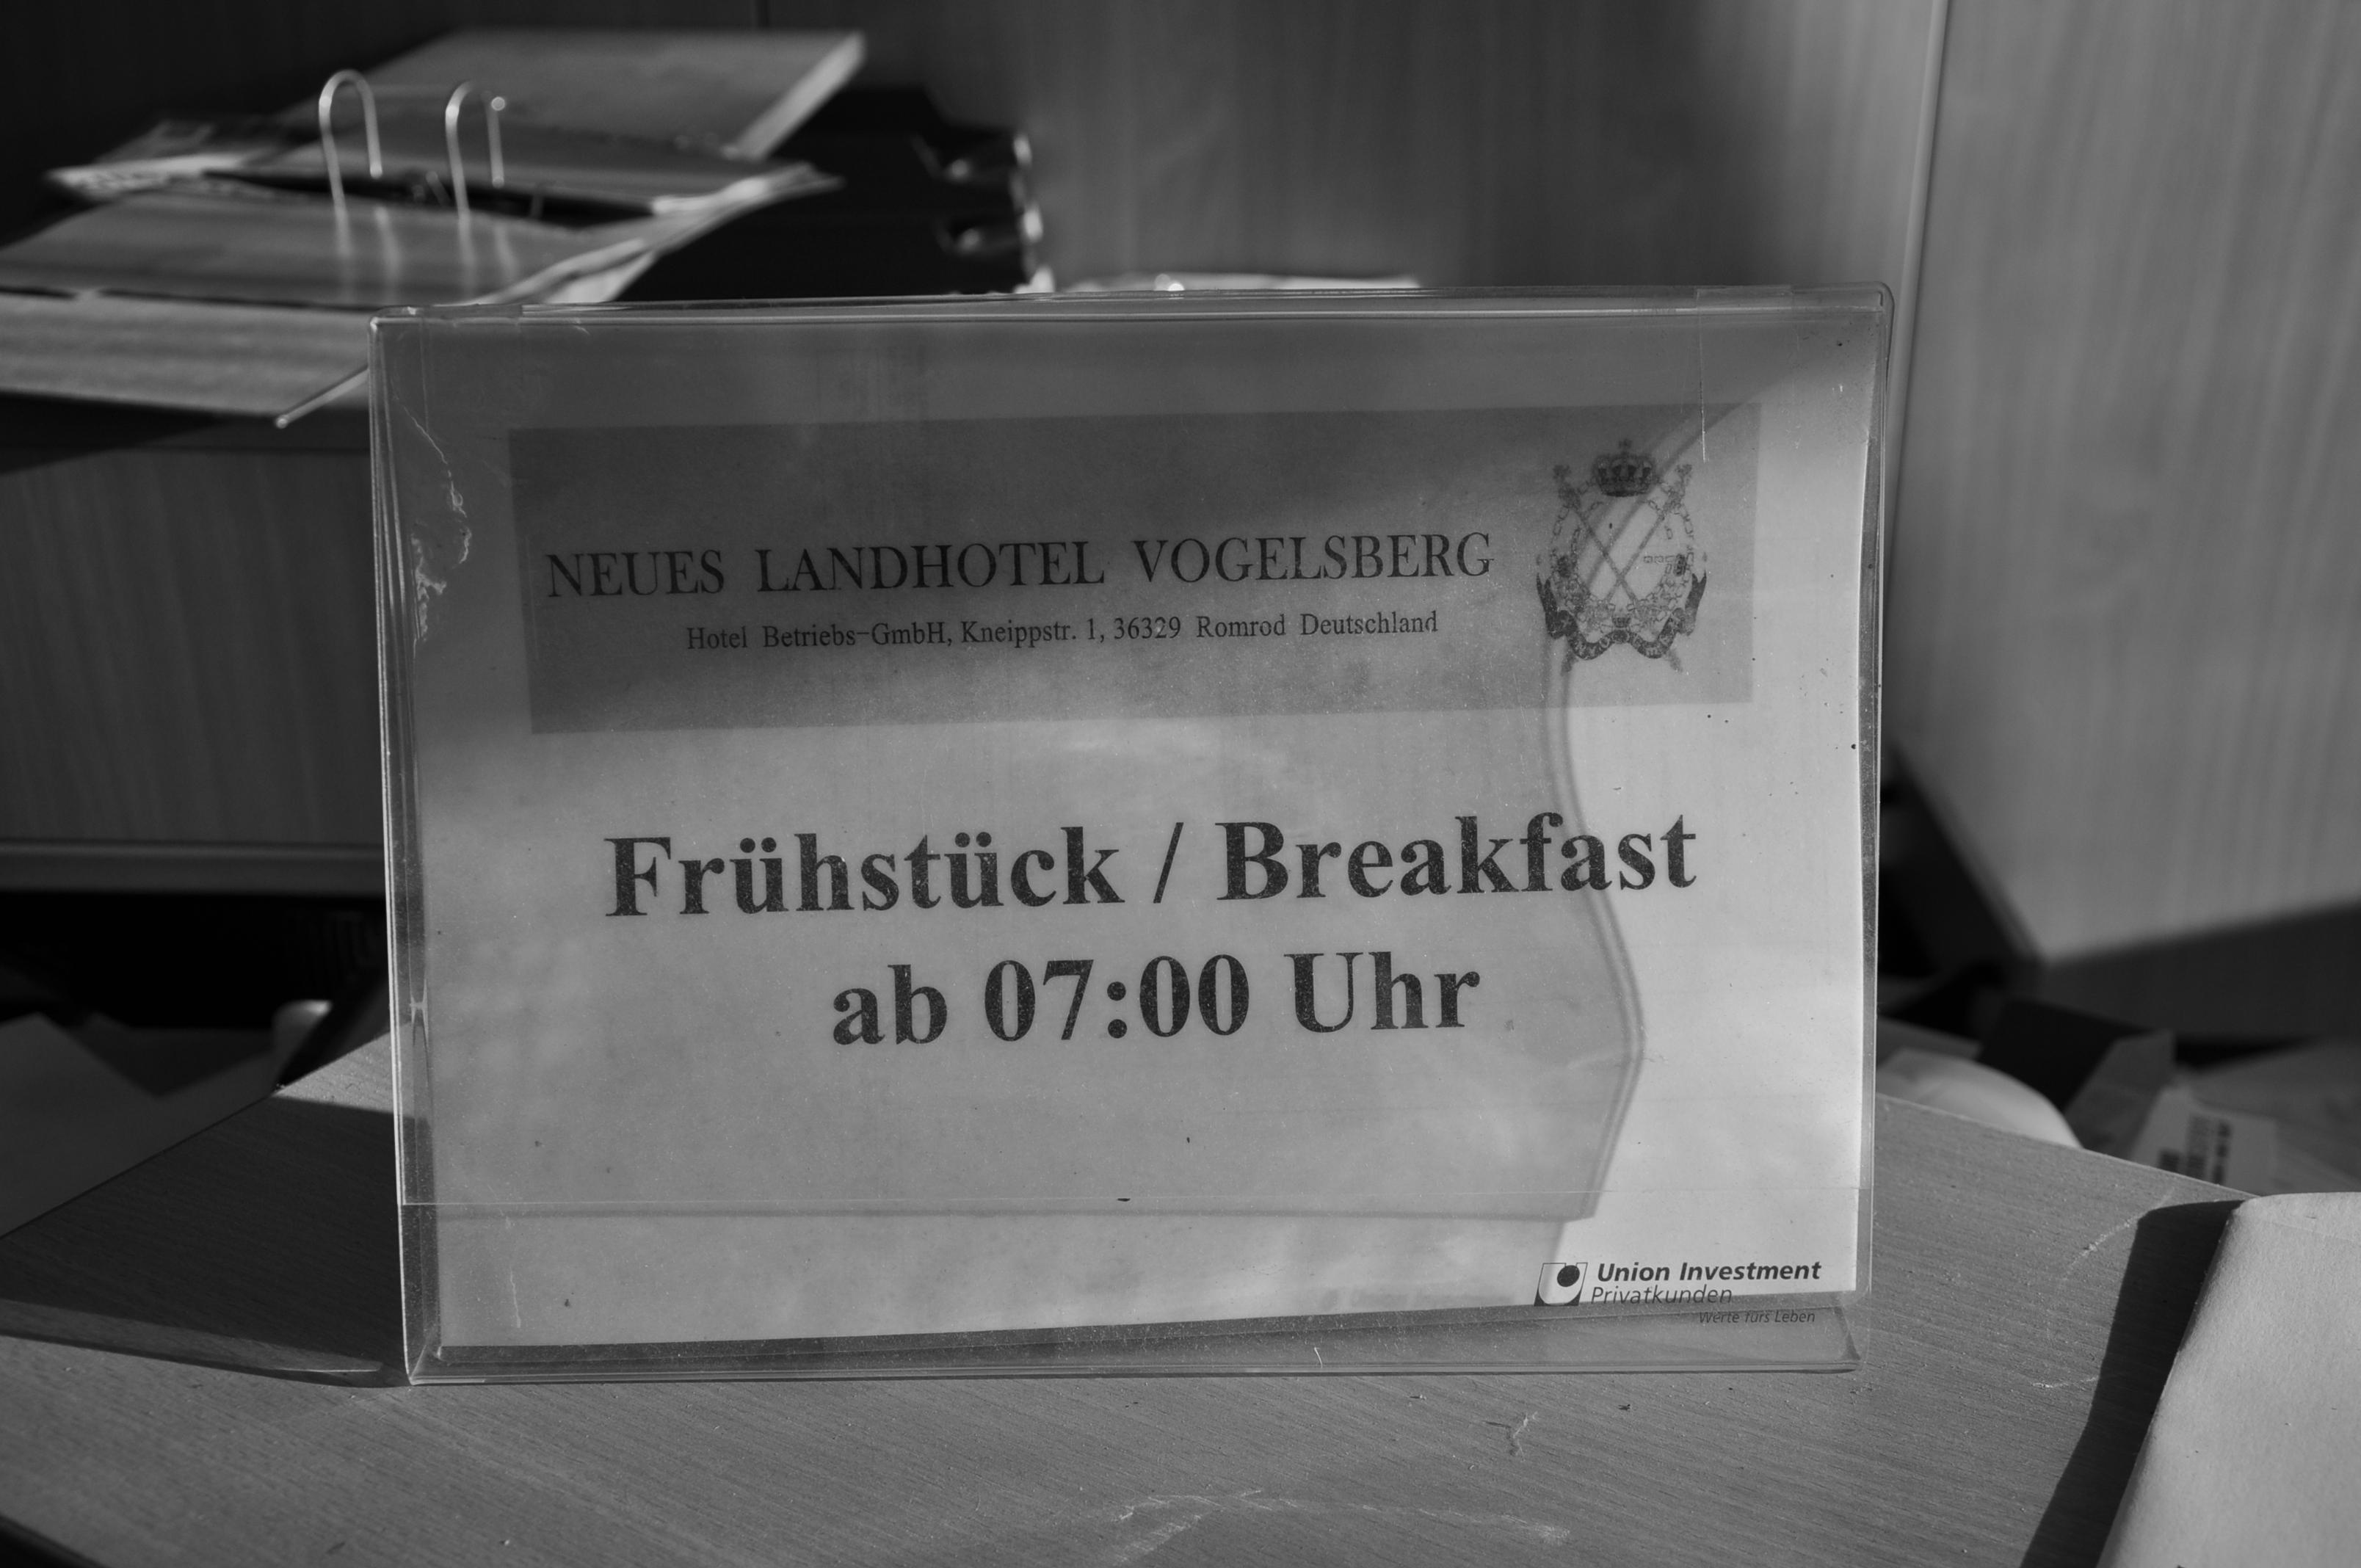 NEUES LANDHOTEL VOGELSBERG
Hotel Betriebs-GmbH, Kneippstr. 1, 36329 Romrod Deutschland
Frühstück / Breakfast
ab 07:00 Uhr
Union Investment
Privatkunden
Werte fürs Leben